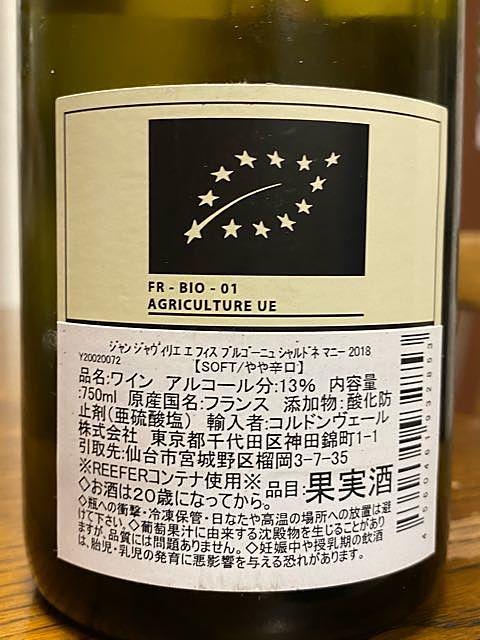 FR - BIO - 01
AGRICULTURE UE
ジャン ジャヴィリエ エ フィス ブルゴーニュ シャルドネ マニー 2018
Y20020072
【SOFT/やや辛口】
品名:ワイン アルコール分:13% 内容量
:750ml 原産国名:フランス 添加物:酸化防
止剤(亜硫酸塩) 輸入者:コルドンヴェール
株式会社 東京都千代田区神田錦町1-1
引取先:仙台市宮城野区榴岡3-7-35
※REEFERコンテナ使用※ 品目:果実酒
◇お酒は20歳になってから。
◇瓶への衝撃・冷凍保管・日なたや高温の場所への放置は避
けて下さい。◇葡萄果汁に由来する沈殿物を生じることがあり
ますが、品質には問題ありません。◇妊娠中や授乳期の飲酒
は、胎児・乳児の発育に悪影響を与える恐れがあります。